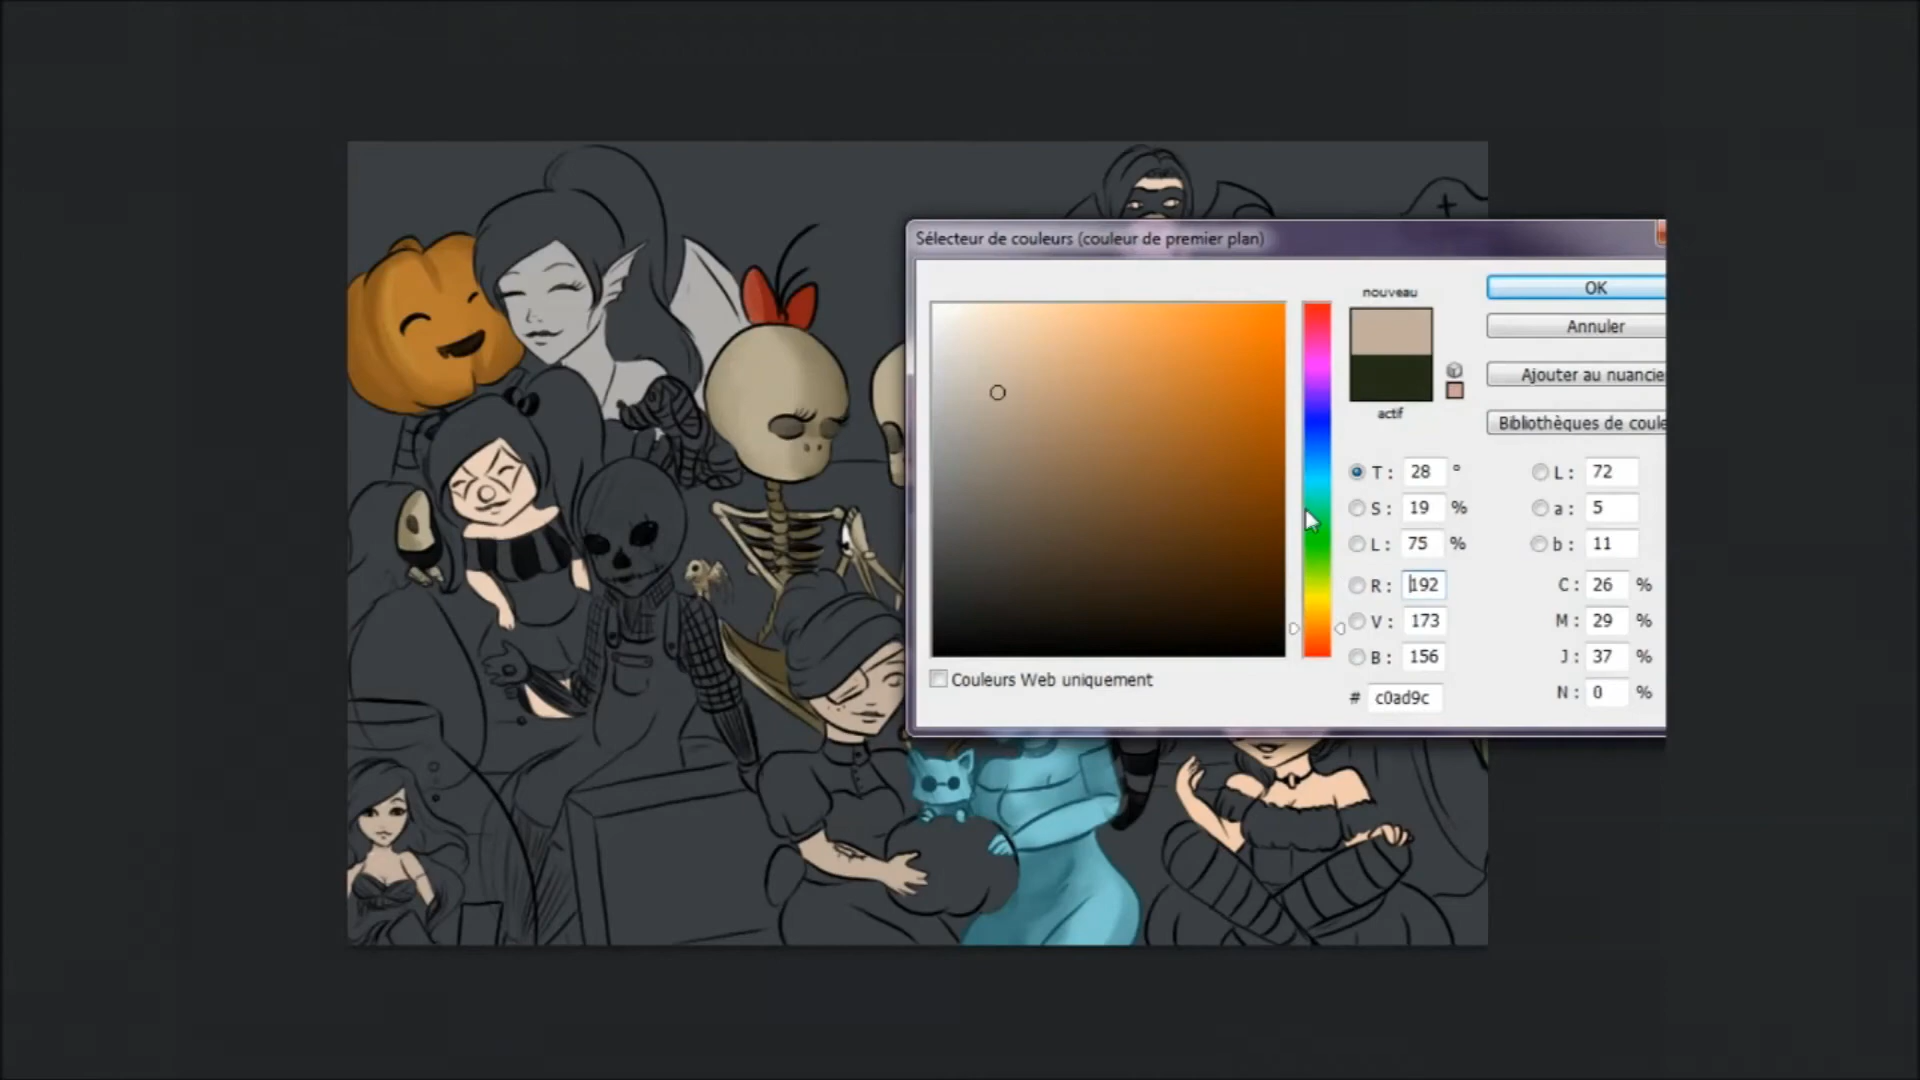 Sélecteur de couleurs (couleur de premier plan)
nouveau
actif
OK
Annuler
Ajouter au nuancie
Bibliothèques de coule
T : 28 °
S : 19 %
L : 75 %
R : 192
V : 173
B : 156
# c0ad9c
L : 72
a : 5
b : 11
C : 26 %
M : 29 %
J : 37 %
N : 0 %
Couleurs Web uniquement